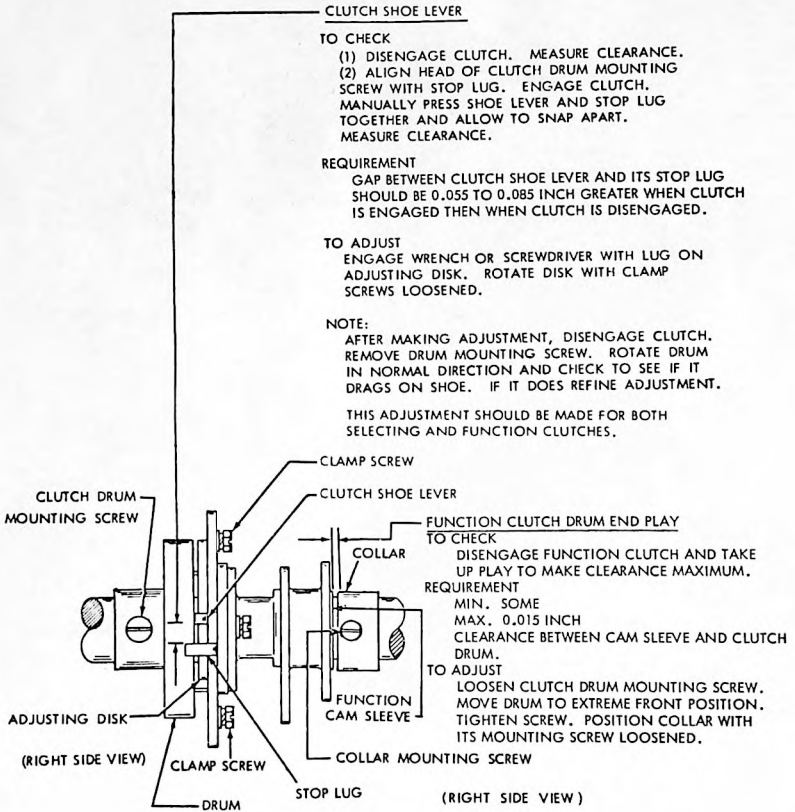 CLUTCH SHOE LEVER
TO CHECK
(1) DISENGAGE CLUTCH. MEASURE CLEARANCE.
(2) ALIGN HEAD OF CLUTCH DRUM MOUNTING
SCREW WITH STOP LUG. ENGAGE CLUTCH.
MANUALLY PRESS SHOE LEVER AND STOP LUG
TOGETHER AND ALLOW TO SNAP APART.
MEASURE CLEARANCE.
REQUIREMENT
GAP BETWEEN CLUTCH SHOE LEVER AND ITS STOP LUG
SHOULD BE 0.055 TO 0.085 INCH GREATER WHEN CLUTCH
IS ENGAGED THEN WHEN CLUTCH IS DISENGAGED.
TO ADJUST
ENGAGE WRENCH OR SCREWDRIVER WITH LUG ON
ADJUSTING DISK. ROTATE DISK WITH CLAMP
SCREWS LOOSENED.
NOTE:
AFTER MAKING ADJUSTMENT, DISENGAGE CLUTCH.
REMOVE DRUM MOUNTING SCREW. ROTATE DRUM
IN NORMAL DIRECTION AND CHECK TO SEE IF IT
DRAGS ON SHOE. IF IT DOES REFINE ADJUSTMENT.
THIS ADJUSTMENT SHOULD BE MADE FOR BOTH
SELECTING AND FUNCTION CLUTCHES.
CLAMP SCREW
CLUTCH SHOE LEVER
CLUTCH DRUM
MOUNTING SCREW
COLLAR
FUNCTION CLUTCH DRUM END PLAY
TO CHECK
DISENGAGE FUNCTION CLUTCH AND TAKE
UP PLAY TO MAKE CLEARANCE MAXIMUM.
REQUIREMENT
MIN. SOME
MAX. 0.015 INCH
CLEARANCE BETWEEN CAM SLEEVE AND CLUTCH
DRUM.
TO ADJUST
LOOSEN CLUTCH DRUM MOUNTING SCREW.
MOVE DRUM TO EXTREME FRONT POSITION.
TIGHTEN SCREW. POSITION COLLAR WITH
ITS MOUNTING SCREW LOOSENED.
FUNCTION
CAM SLEEVE
ADJUSTING DISK
(RIGHT SIDE VIEW)
CLAMP SCREW
COLLAR MOUNTING SCREW
STOP LUG
(RIGHT SIDE VIEW)
DRUM